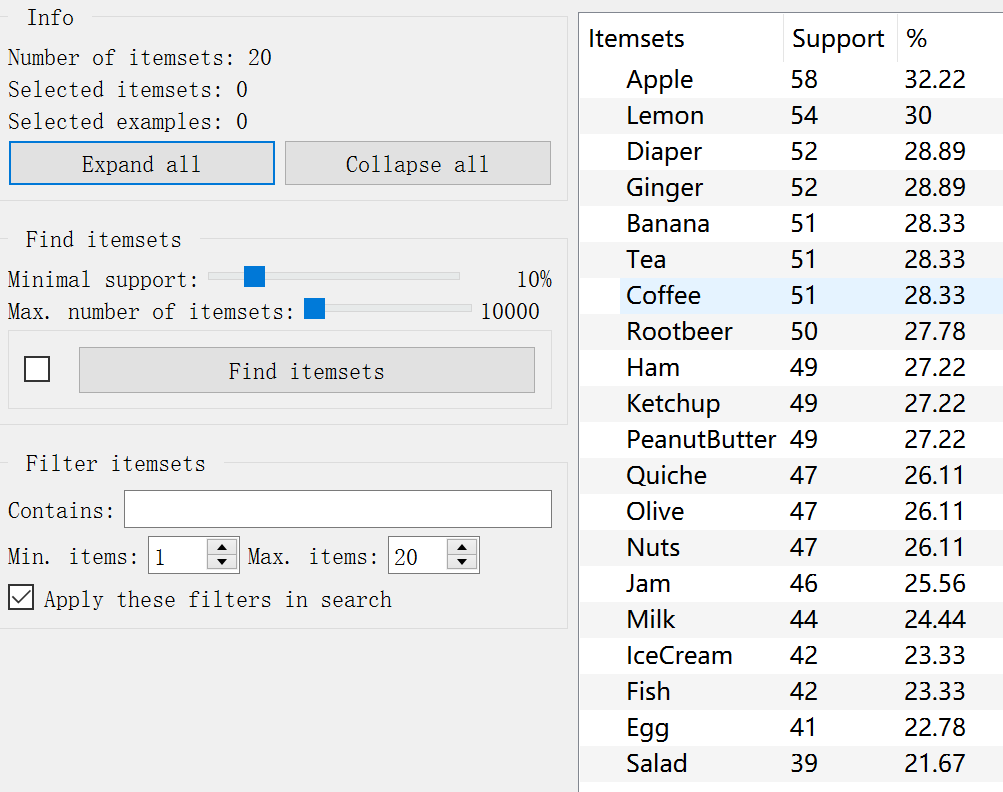 Info
Number of itemsets: 20
Selected itemsets: 0
Selected examples: 0
Expand all Collapse all
Find itemsets
Minimal support: 10%
Max. number of itemsets: 10000
Find itemsets
Filter itemsets
Contains:
Min. items: 1 Max. items: 20
Apply these filters in search
Itemsets Support %
Apple 58 32.22
Lemon 54 30
Diaper 52 28.89
Ginger 52 28.89
Banana 51 28.33
Tea 51 28.33
Coffee 51 28.33
Rootbeer 50 27.78
Ham 49 27.22
Ketchup 49 27.22
PeanutButter 49 27.22
Quiche 47 26.11
Olive 47 26.11
Nuts 47 26.11
Jam 46 25.56
Milk 44 24.44
IceCream 42 23.33
Fish 42 23.33
Egg 41 22.78
Salad 39 21.67